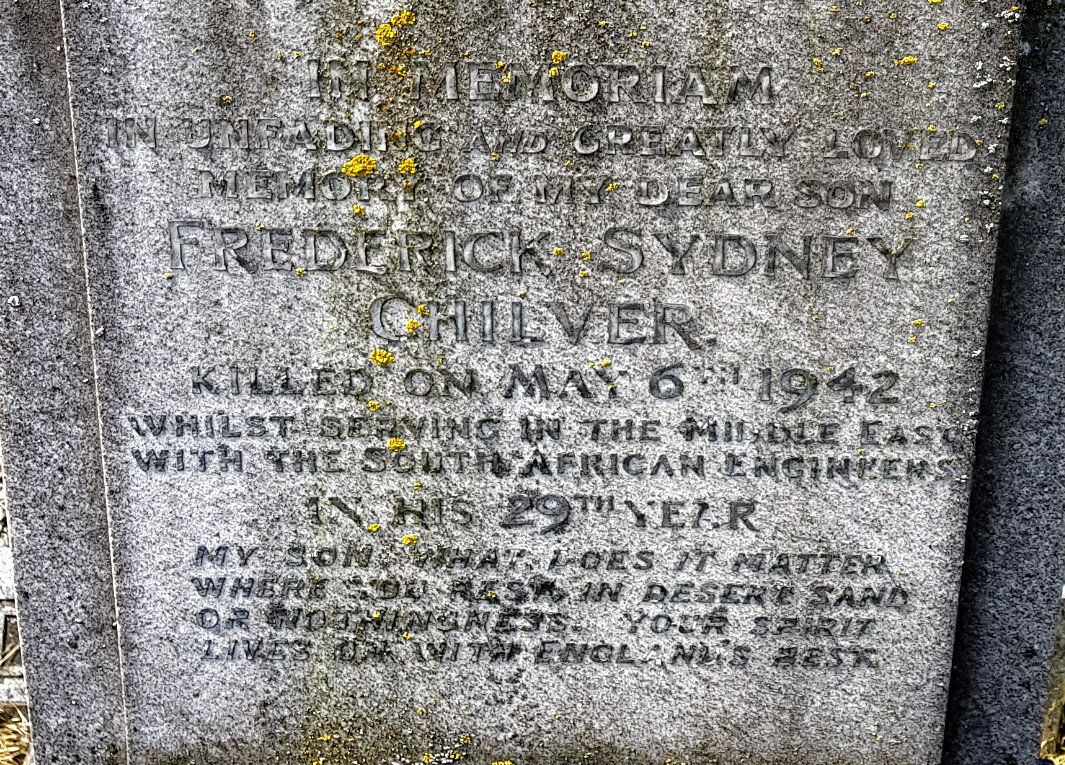 IN MEMORIAM
IN UNFADING AND GREATLY LOVED
MEMORY OF MY DEAR SON
FREDERICK SYDNEY
CHILVER.
KILLED ON MAY 6TH 1942
WHILST SERVING IN THE MIDDLE EAST
WITH THE SOUTH AFRICAN ENGINEERS
IN HIS 29TH YEAR
MY SON, WHAT DOES IT MATTER
WHERE YOU REST, IN DESERT SAND
OR NOTHINGNESS. YOUR SPIRIT
LIVES ON WITH ENGLAND'S BEST.